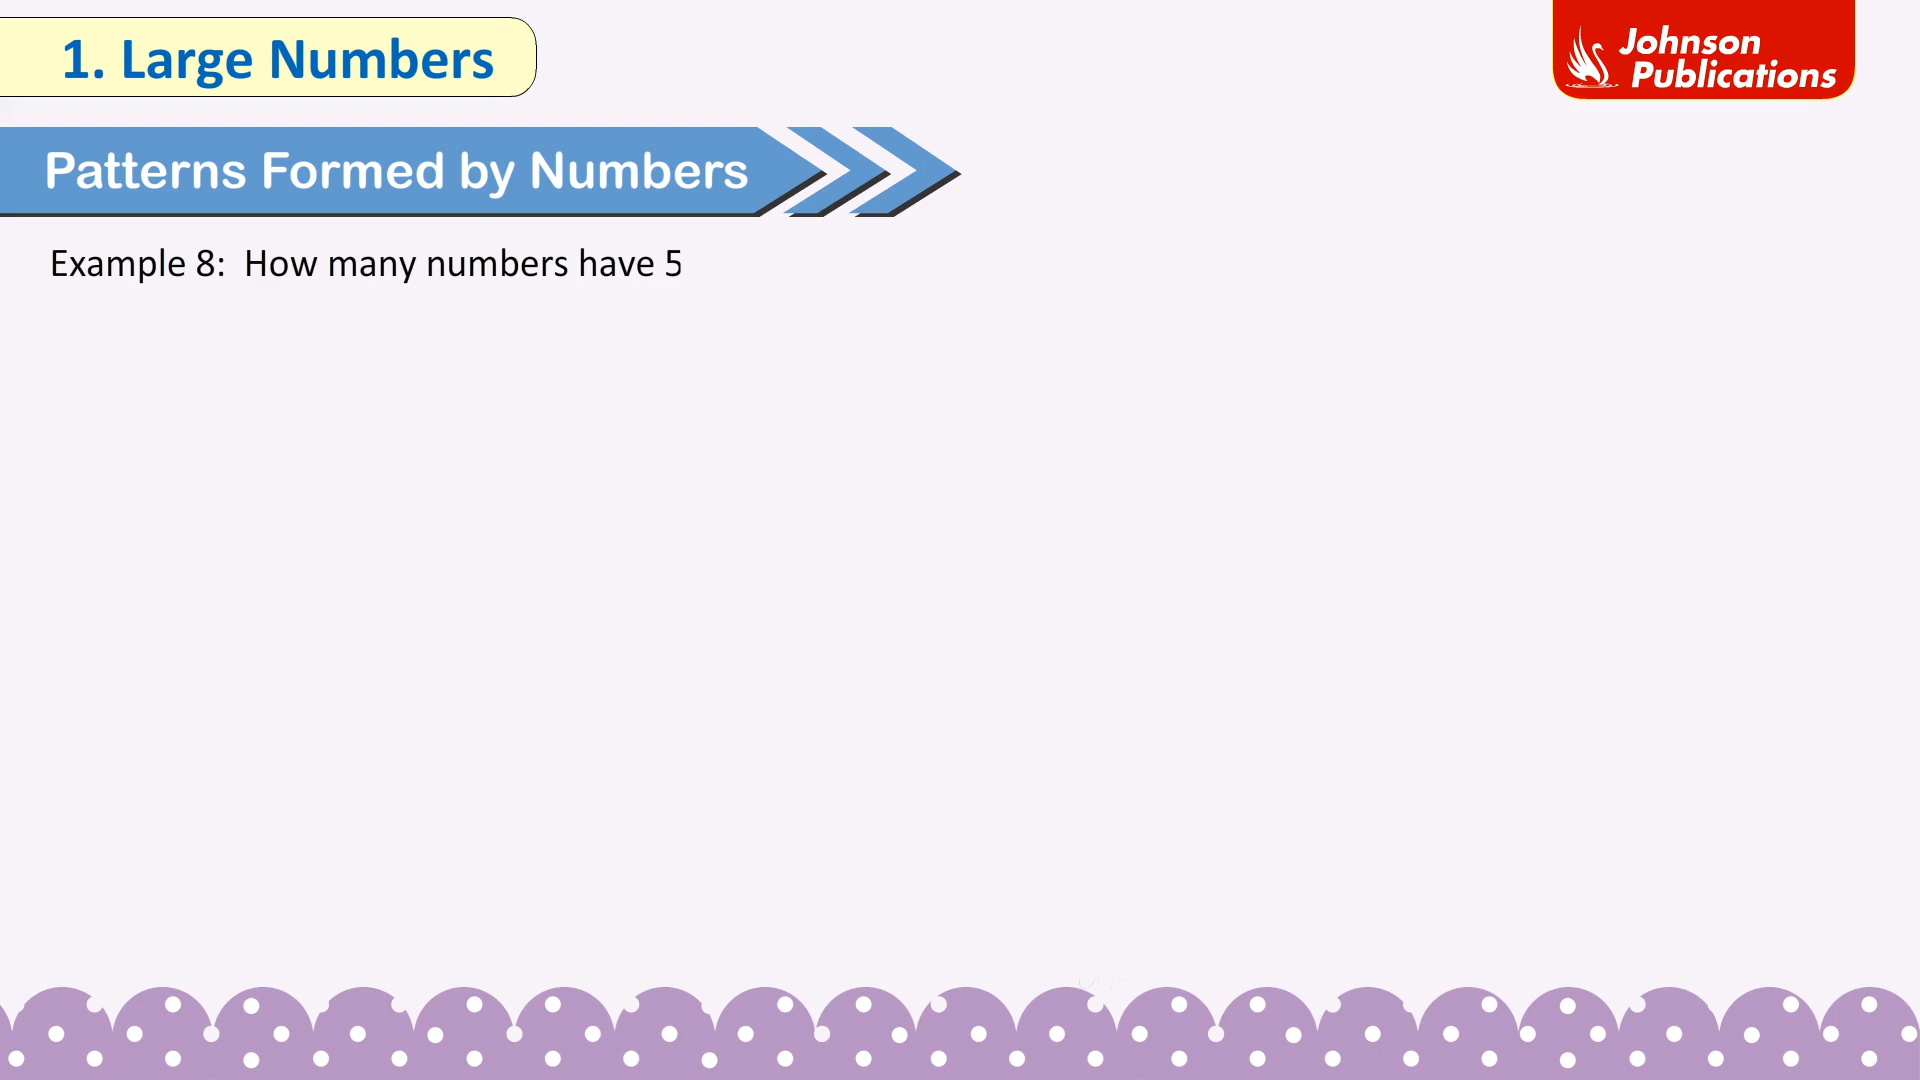 1. Large Numbers
Johnson
Publications
Patterns Formed by Numbers
Example 8: How many numbers have 5